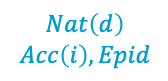 Nat(d)
Acc(i), Epid